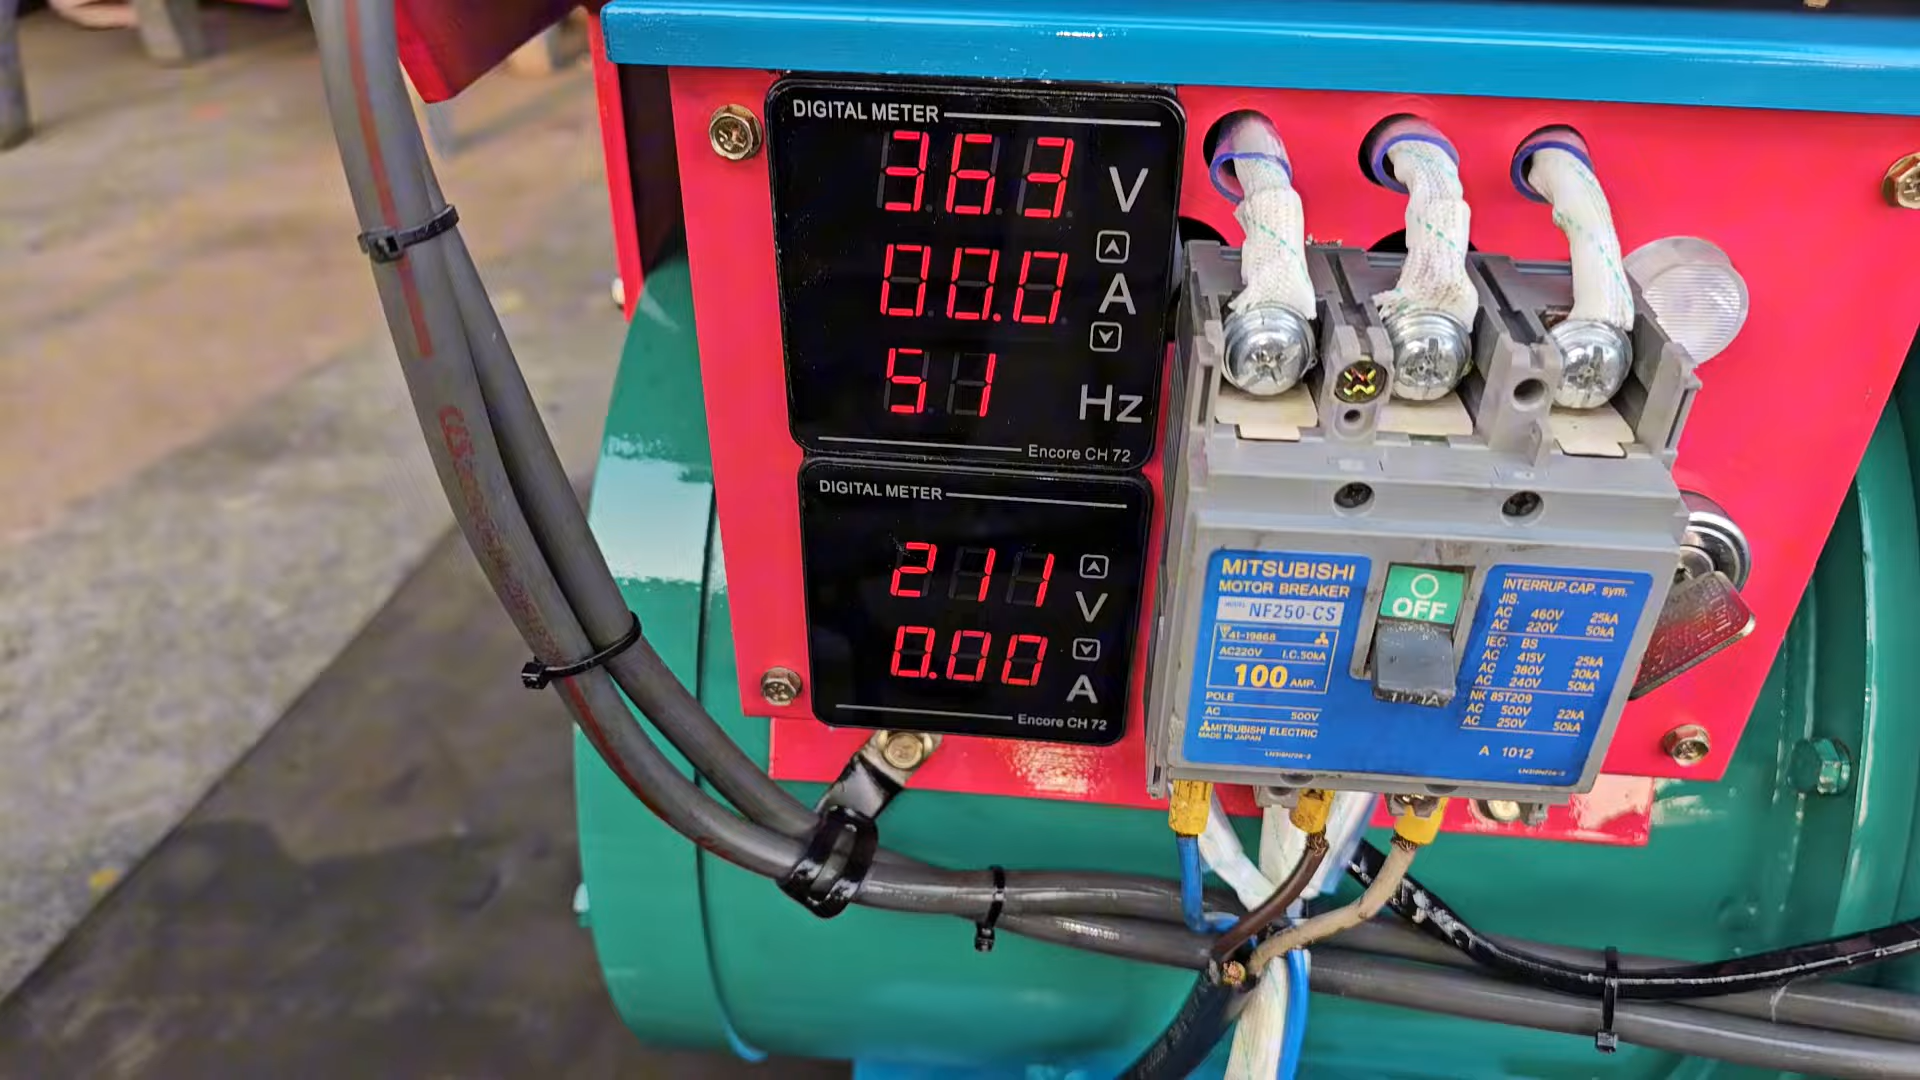 DIGITAL METER
363 V
00.0 A
51 Hz
Encore CH 72
DIGITAL METER
211 V
0.00 A
Encore CH 72
MITSUBISHI
MOTOR BREAKER
MODEL NF250-CS
41-19868
AC220V I.C.50kA
100 AMP.
POLE
AC 500V
MITSUBISHI ELECTRIC
MADE IN JAPAN
OFF
INTERRUP.CAP. sym.
JIS.
AC 460V 25kA
AC 220V 50kA
IEC. BS
AC 415V 25kA
AC 380V 30kA
AC 240V 50kA
NK 85T209
AC 500V 22kA
AC 250V 50kA
A 1012